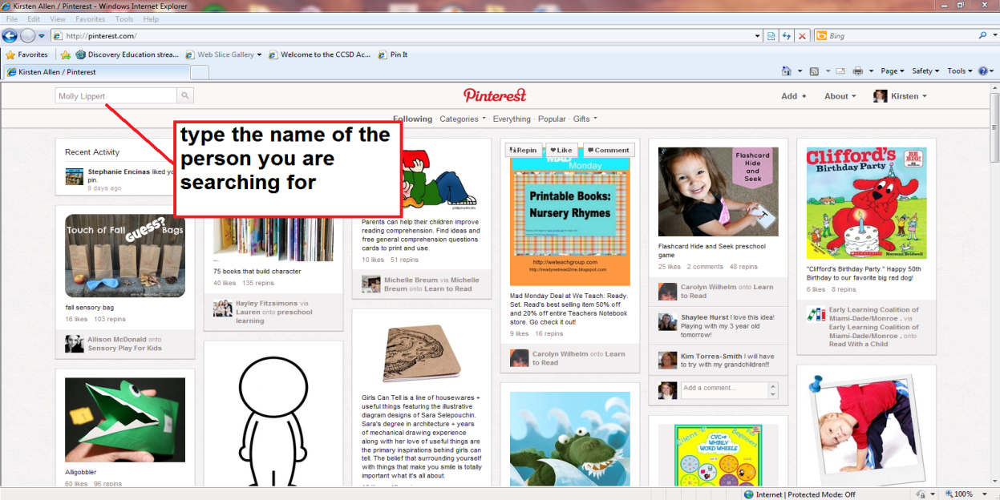 Kirsten Allen / Pinterest - Windows Internet Explorer
File Edit View Favorites Tools Help
http://pinterest.com/
Bing
Favorites Discovery Education strea... Web Slice Gallery Welcome to the CCSD Ac... Pin It
Kirsten Allen / Pinterest
Page Safety Tools
Molly Lippert
Pinterest
Add + About Kirsten
Following · Categories · Everything · Popular · Gifts
type the name of the
person you are
searching for
Recent Activity
Stephanie Encinas liked
pin.
9 days ago
Touch of Fall Guess? Bags
fall sensory bag
16 likes 103 repins
Allison McDonald onto
Sensory Play For Kids
Alligobbler
60 likes 96 repins
75 books that build character
40 likes 135 repins
Hayley Fitzsimons via
Lauren onto preschool
learning
Parents can help their children improve
reading comprehension. Find ideas and
free general comprehension questions
cards to print and use.
10 likes 51 repins
Michelle Breum via Michelle
Breum onto Learn to Read
Girls Can Tell is a line of housewares +
useful things featuring the illustrative
diagram designs of Sara Selepouchin.
Sara's degree in architecture + years
of mechanical drawing experience
along with her love of useful things are
the primary inspirations behind girls can
tell. The belief that surrounding yourself
with things that make you smile is totally
important what it's all about.
Repin Like Comment
Monday
Printable Books:
Nursery Rhymes
http://weteachgroup.com
http://readysetread2me.blogspot.com
Mad Monday Deal at We Teach: Ready.
Set. Read's best selling item 50% off
and 20% off entire Teachers Notebook
store. Go check it out!
9 likes 16 repins
Carolyn Wilhelm onto Learn
to Read
Flashcard
Hide
and
Seek
Flashcard Hide and Seek preschool
game
25 likes 2 comments 48 repins
Carolyn Wilhelm onto Learn
to Read
Shaylee Hurst I love this idea!
Playing with my 3 year old
tomorrow!
Kim Torres-Smith I will have
to try with my grandchildren!!
Add a comment...
Silent E for Beginners
CVC+e
WHIRLY
WORD WHEELS
Clifford's
BE BIG!
Birthday Party
SCHOLASTIC Norman Bridwell
"Clifford's Birthday Party." Happy 50th
Birthday to our favorite big red dog!
6 likes 8 repins
Early Learning Coalition of
Miami-Dade/Monroe . via
Early Learning Coalition of
Miami-Dade/Monroe . onto
Read With a Child
Internet | Protected Mode: Off
100%